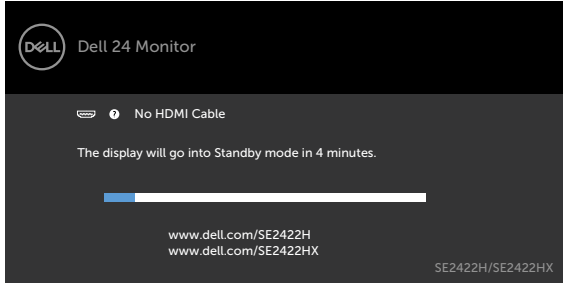 DELL Dell 24 Monitor
? No HDMI Cable
The display will go into Standby mode in 4 minutes.
www.dell.com/SE2422H
www.dell.com/SE2422HX
SE2422H/SE2422HX